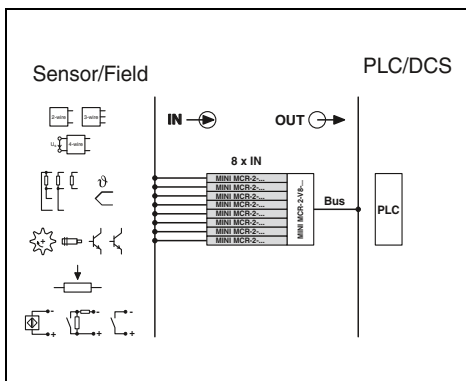 Sensor/Field
PLC/DCS
2-wire
3-wire
4-wire
IN
OUT
8 x IN
MINI MCR-2-...
MINI MCR-2-...
MINI MCR-2-...
MINI MCR-2-...
MINI MCR-2-...
MINI MCR-2-...
MINI MCR-2-...
MINI MCR-2-...
MINI MCR-2-V8-...
Bus
PLC
ϑ
+
-
+
-
+
-
+